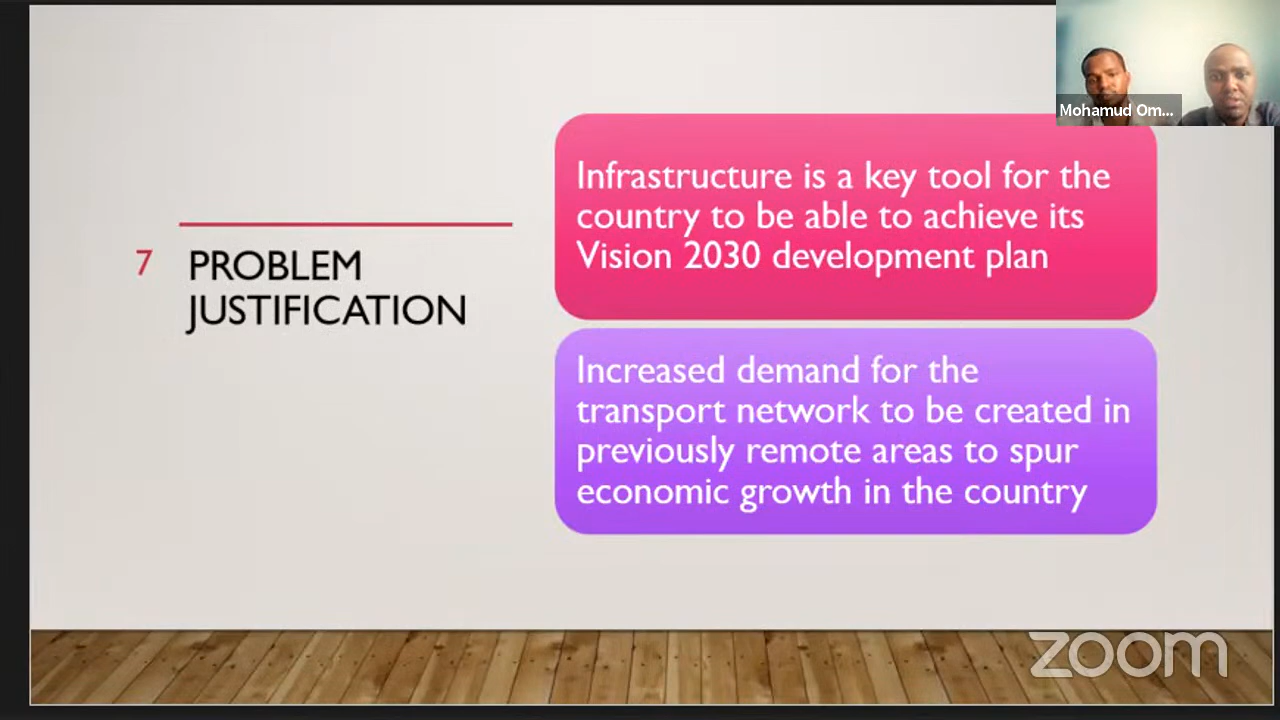 Mohamud Om...
7
PROBLEM
JUSTIFICATION
Infrastructure is a key tool for the
country to be able to achieve its
Vision 2030 development plan
Increased demand for the
transport network to be created in
previously remote areas to spur
economic growth in the country
zoom